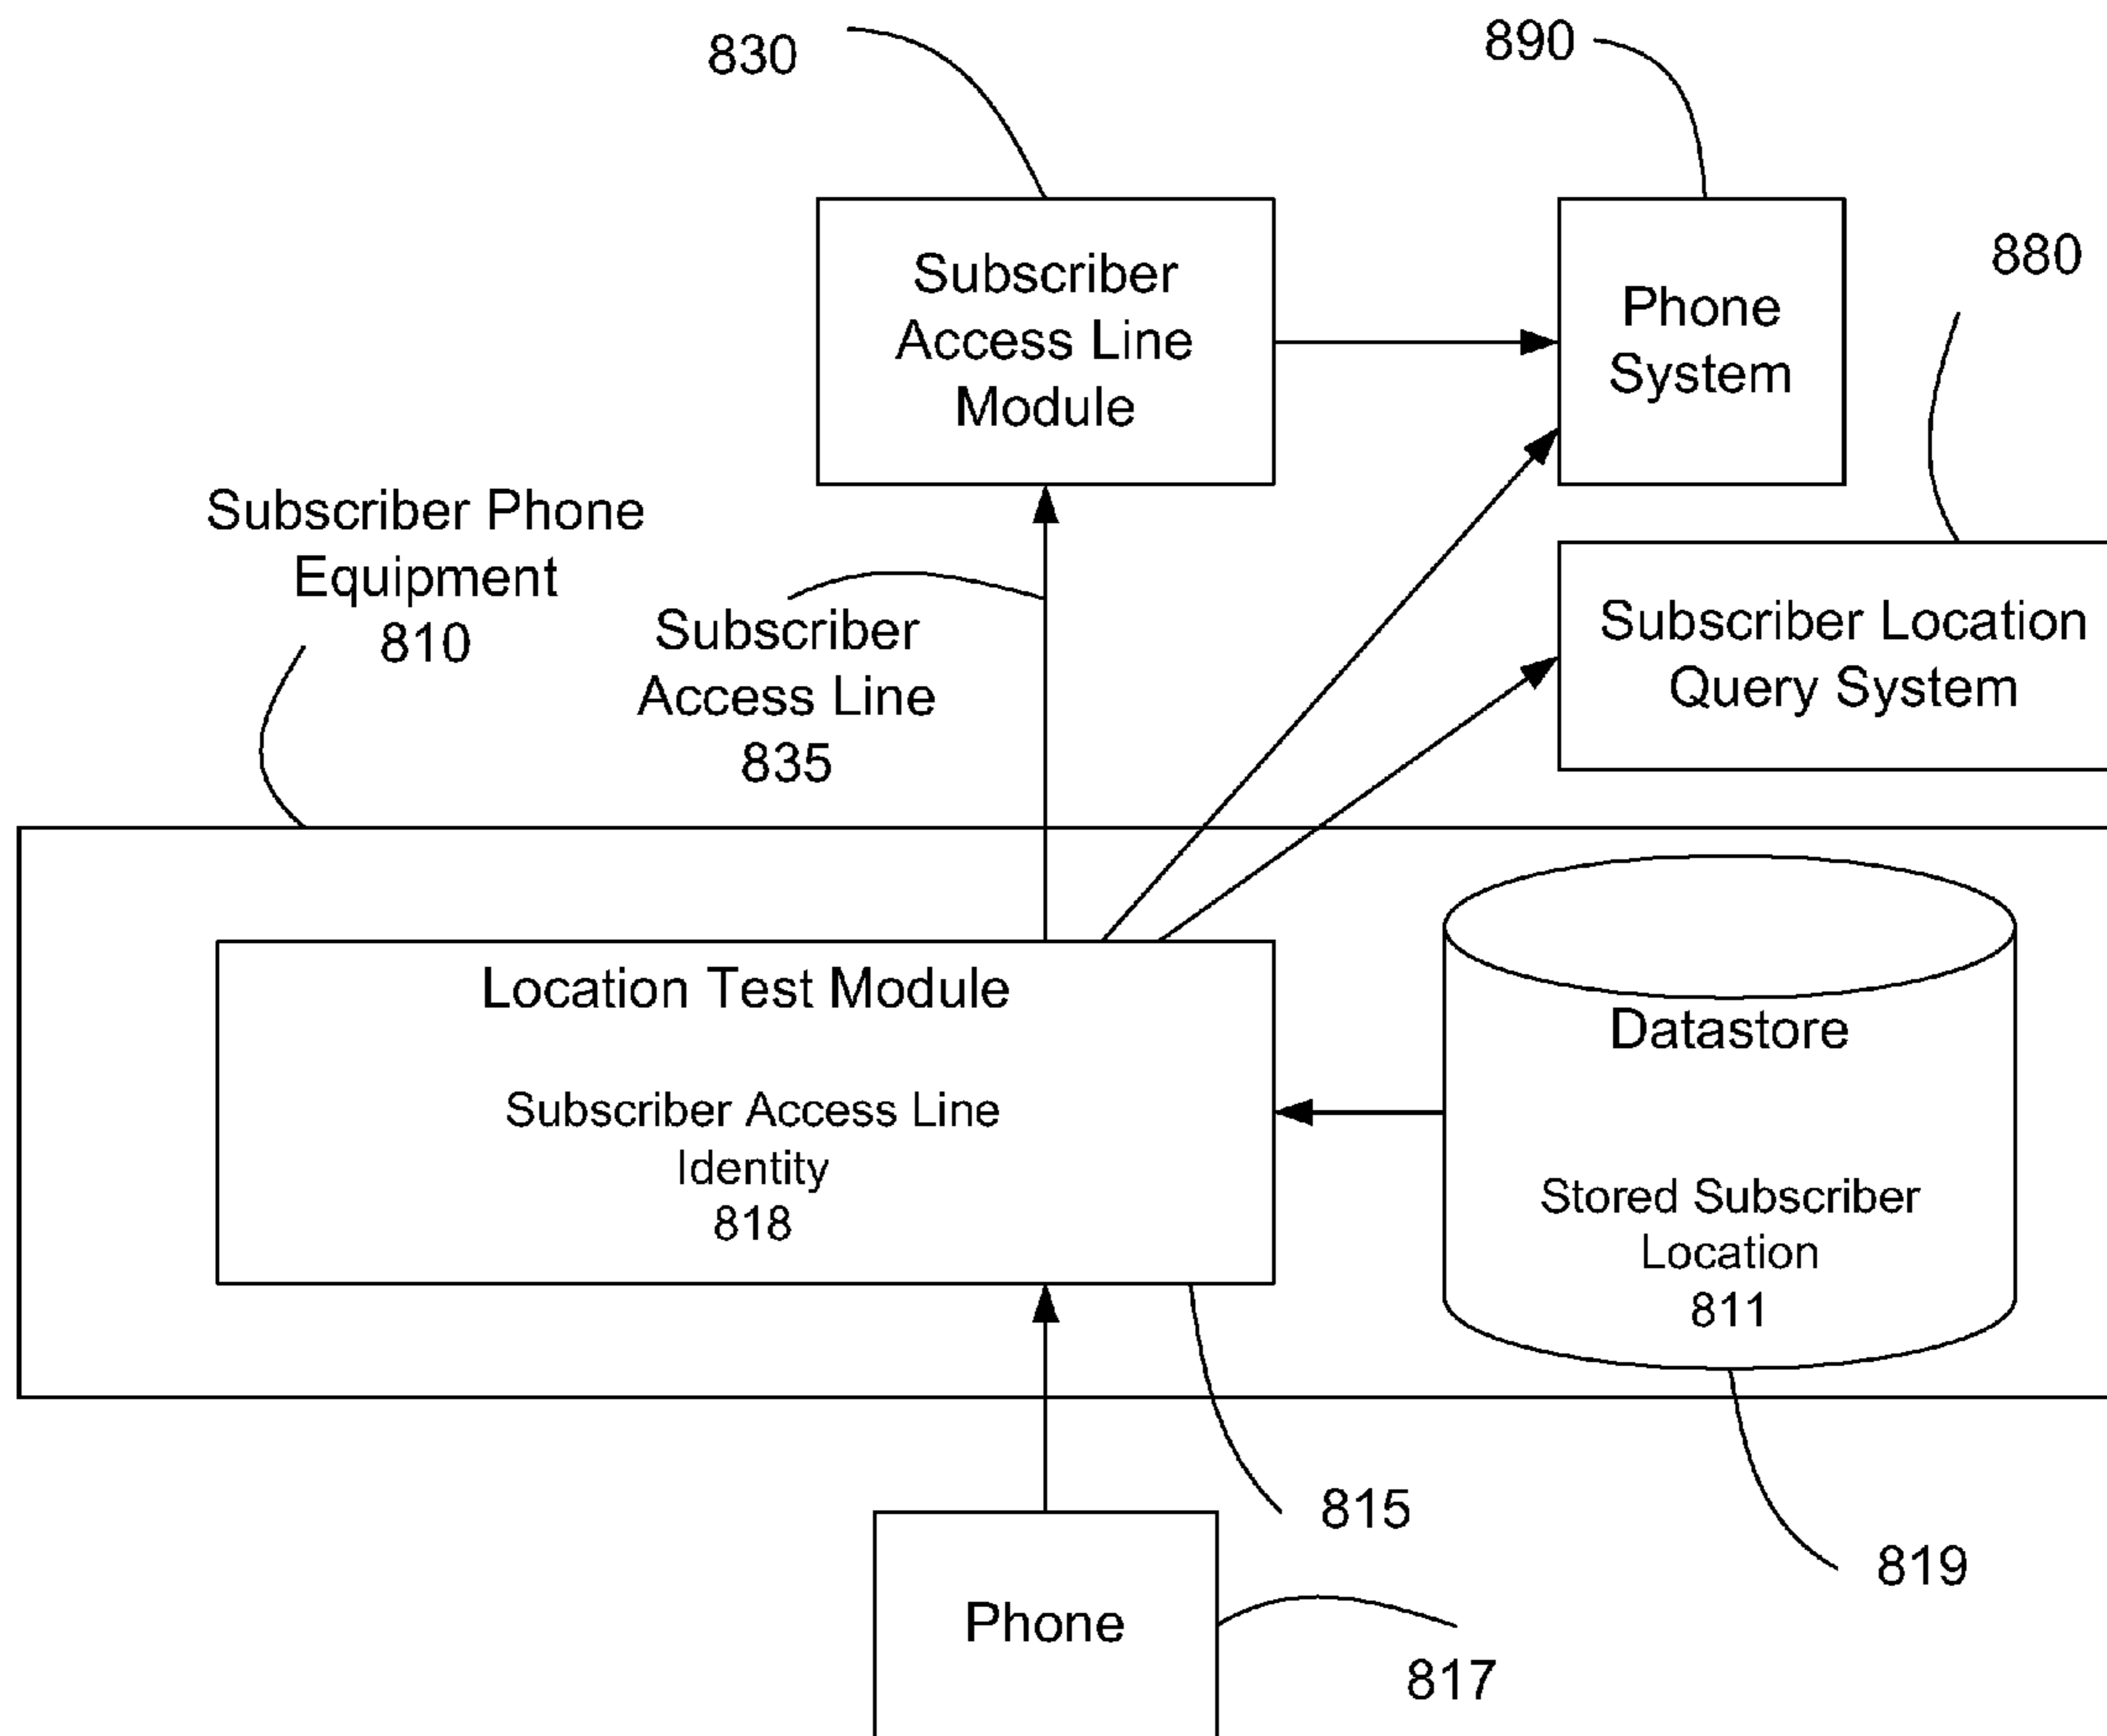 830
890
880
Subscriber
Access Line
Module
Phone
System
Subscriber Phone
Equipment
810
Subscriber
Access Line
835
Subscriber Location
Query System
Location Test Module
Subscriber Access Line
Identity
818
Datastore
Stored Subscriber
Location
811
815
819
Phone
817